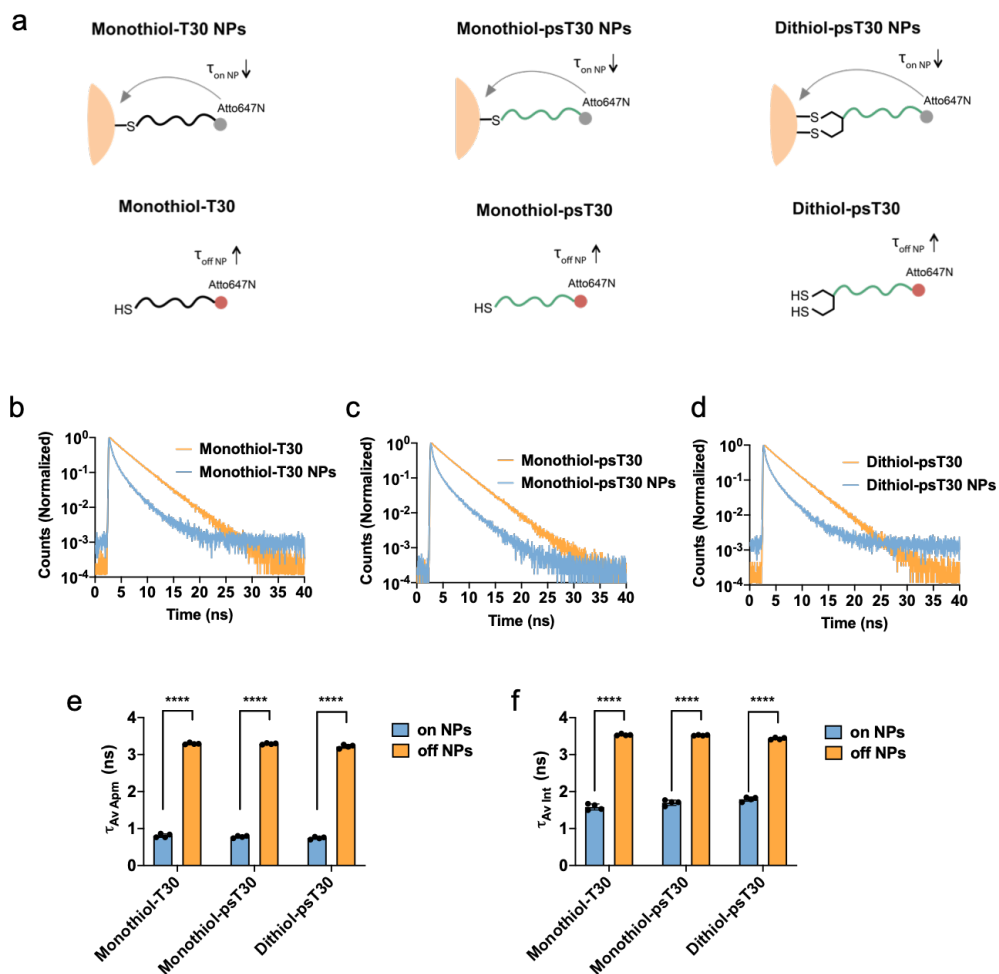 a
Monothiol-T30 NPs
Monothiol-psT30 NPs
Dithiol-psT30 NPs
τon NP ↓
τon NP ↓
τon NP ↓
Atto647N
Atto647N
Atto647N
S
S
S
S
Monothiol-T30
Monothiol-psT30
Dithiol-psT30
τoff NP ↑
τoff NP ↑
τoff NP ↑
Atto647N
Atto647N
Atto647N
HS
HS
HS
HS
b
Counts (Normalized)
10⁰
10⁻¹
10⁻²
10⁻³
10⁻⁴
Monothiol-T30
Monothiol-T30 NPs
0 5 10 15 20 25 30 35 40
Time (ns)
c
Counts (Normalized)
10⁰
10⁻¹
10⁻²
10⁻³
10⁻⁴
Monothiol-psT30
Monothiol-psT30 NPs
0 5 10 15 20 25 30 35 40
Time (ns)
d
Counts (Normalized)
10⁰
10⁻¹
10⁻²
10⁻³
10⁻⁴
Dithiol-psT30
Dithiol-psT30 NPs
0 5 10 15 20 25 30 35 40
Time (ns)
e
τAv Apm (ns)
4
3
2
1
0
**** **** ****
on NPs
off NPs
Monothiol-T30
Monothiol-psT30
Dithiol-psT30
f
τAv Int (ns)
4
3
2
1
0
**** **** ****
on NPs
off NPs
Monothiol-T30
Monothiol-psT30
Dithiol-psT30